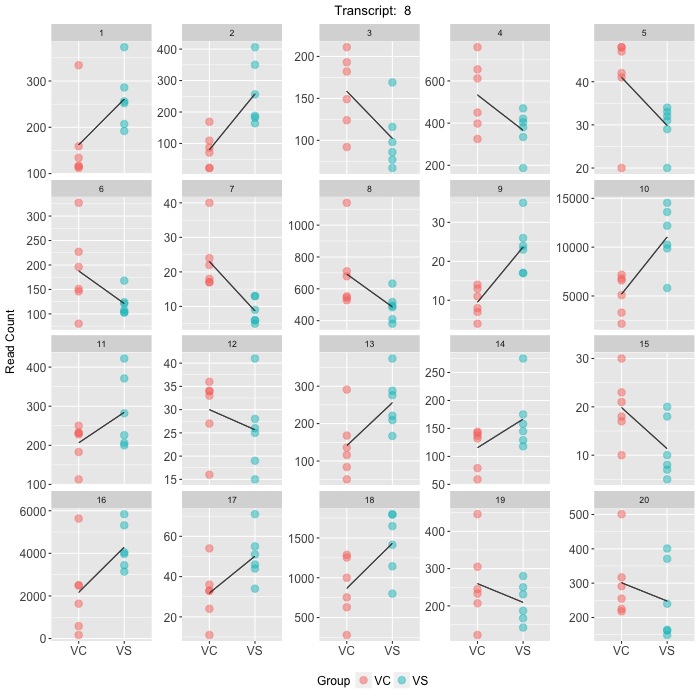 Transcript: 8
1 2 3 4 5
300 200 100
400 300 200 100
200 150 100
600 400 200
40 30 20
6 7 8 9 10
300 250 200 150 100
40 30 20 10
1000 800 600 400
30 20 10
15000 10000 5000
Read Count
11 12 13 14 15
400 300 200 100
40 35 30 25 20 15
300 200 100
250 200 150 100 50
30 20 10
16 17 18 19 20
6000 4000 2000 0
60 40 20
1500 1000 500
400 200
500 400 300 200
VC VS VC VS VC VS VC VS VC VS
Group VC VS